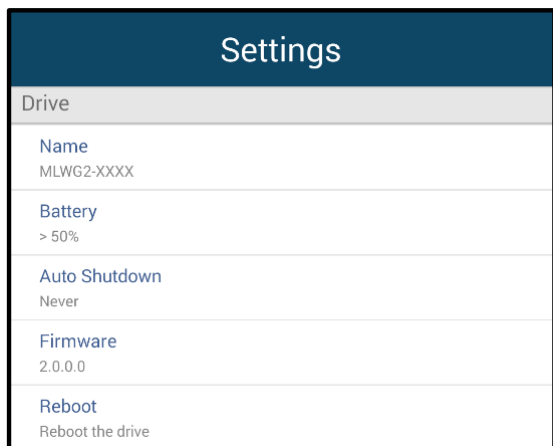 Settings
Drive
Name
MLWG2-XXXX
Battery
> 50%
Auto Shutdown
Never
Firmware
2.0.0.0
Reboot
Reboot the drive